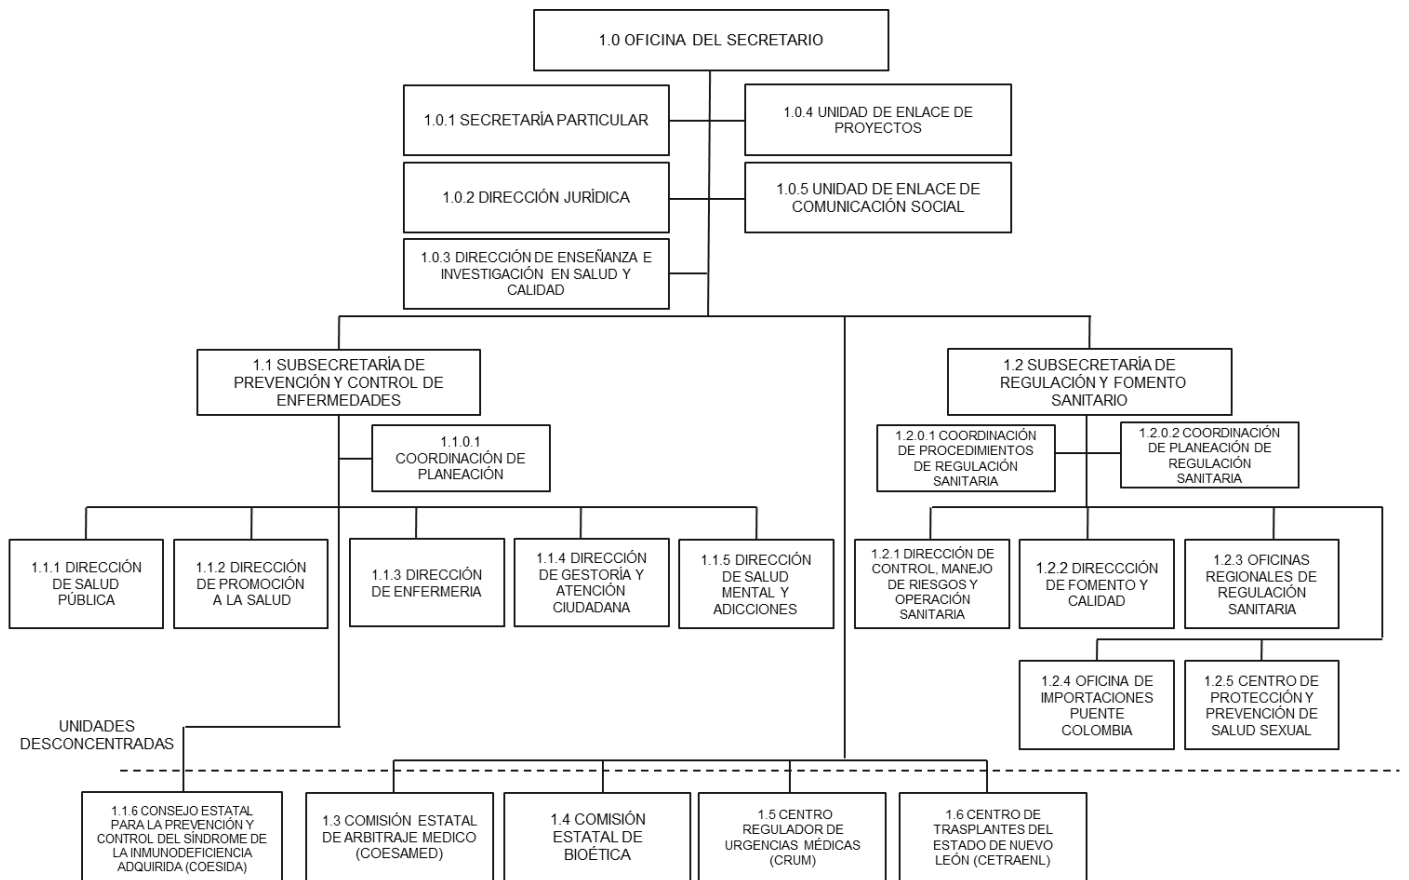 1.0 OFICINA DEL SECRETARIO
1.0.1 SECRETARÍA PARTICULAR
1.0.4 UNIDAD DE ENLACE DE
PROYECTOS
1.0.2 DIRECCIÓN JURÍDICA
1.0.5 UNIDAD DE ENLACE DE
COMUNICACIÓN SOCIAL
1.0.3 DIRECCIÓN DE ENSEÑANZA E
INVESTIGACIÓN EN SALUD Y
CALIDAD
1.1 SUBSECRETARÍA DE
PREVENCIÓN Y CONTROL DE
ENFERMEDADES
1.2 SUBSECRETARÍA DE
REGULACIÓN Y FOMENTO
SANITARIO
1.1.0.1
COORDINACIÓN DE
PLANEACIÓN
1.2.0.1 COORDINACIÓN
DE PROCEDIMIENTOS
DE REGULACIÓN
SANITARIA
1.2.0.2 COORDINACIÓN
DE PLANEACIÓN DE
REGULACIÓN
SANITARIA
1.1.1 DIRECCIÓN
DE SALUD
PÚBLICA
1.1.2 DIRECCIÓN
DE PROMOCIÓN
A LA SALUD
1.1.3 DIRECCIÓN
DE ENFERMERIA
1.1.4 DIRECCIÓN
DE GESTORÍA Y
ATENCIÓN
CIUDADANA
1.1.5 DIRECCIÓN
DE SALUD
MENTAL Y
ADICCIONES
1.2.1 DIRECCIÓN DE
CONTROL, MANEJO
DE RIESGOS Y
OPERACIÓN
SANITARIA
1.2.2 DIRECCCIÓN
DE FOMENTO Y
CALIDAD
1.2.3 OFICINAS
REGIONALES DE
REGULACIÓN
SANITARIA
1.2.4 OFICINA DE
IMPORTACIONES
PUENTE
COLOMBIA
1.2.5 CENTRO DE
PROTECCIÓN Y
PREVENCIÓN DE
SALUD SEXUAL
UNIDADES
DESCONCENTRADAS
1.1.6 CONSEJO ESTATAL
PARA LA PREVENCIÓN Y
CONTROL DEL SÍNDROME DE
LA INMUNODEFICIENCIA
ADQUIRIDA (COESIDA)
1.3 COMISIÓN ESTATAL
DE ARBITRAJE MEDICO
(COESAMED)
1.4 COMISIÓN
ESTATAL DE
BIOÉTICA
1.5 CENTRO
REGULADOR DE
URGENCIAS MÉDICAS
(CRUM)
1.6 CENTRO DE
TRASPLANTES DEL
ESTADO DE NUEVO
LEÓN (CETRAENL)